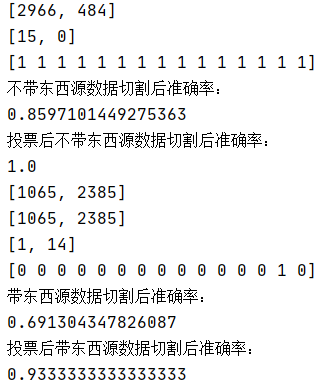 [2966, 484]
[15, 0]
[1 1 1 1 1 1 1 1 1 1 1 1 1 1 1]
不带东西源数据切割后准确率:
0.8597101449275363
投票后不带东西源数据切割后准确率:
1.0
[1065, 2385]
[1065, 2385]
[1, 14]
[0 0 0 0 0 0 0 0 0 0 0 0 0 1 0]
带东西源数据切割后准确率:
0.691304347826087
投票后带东西源数据切割后准确率:
0.9333333333333333